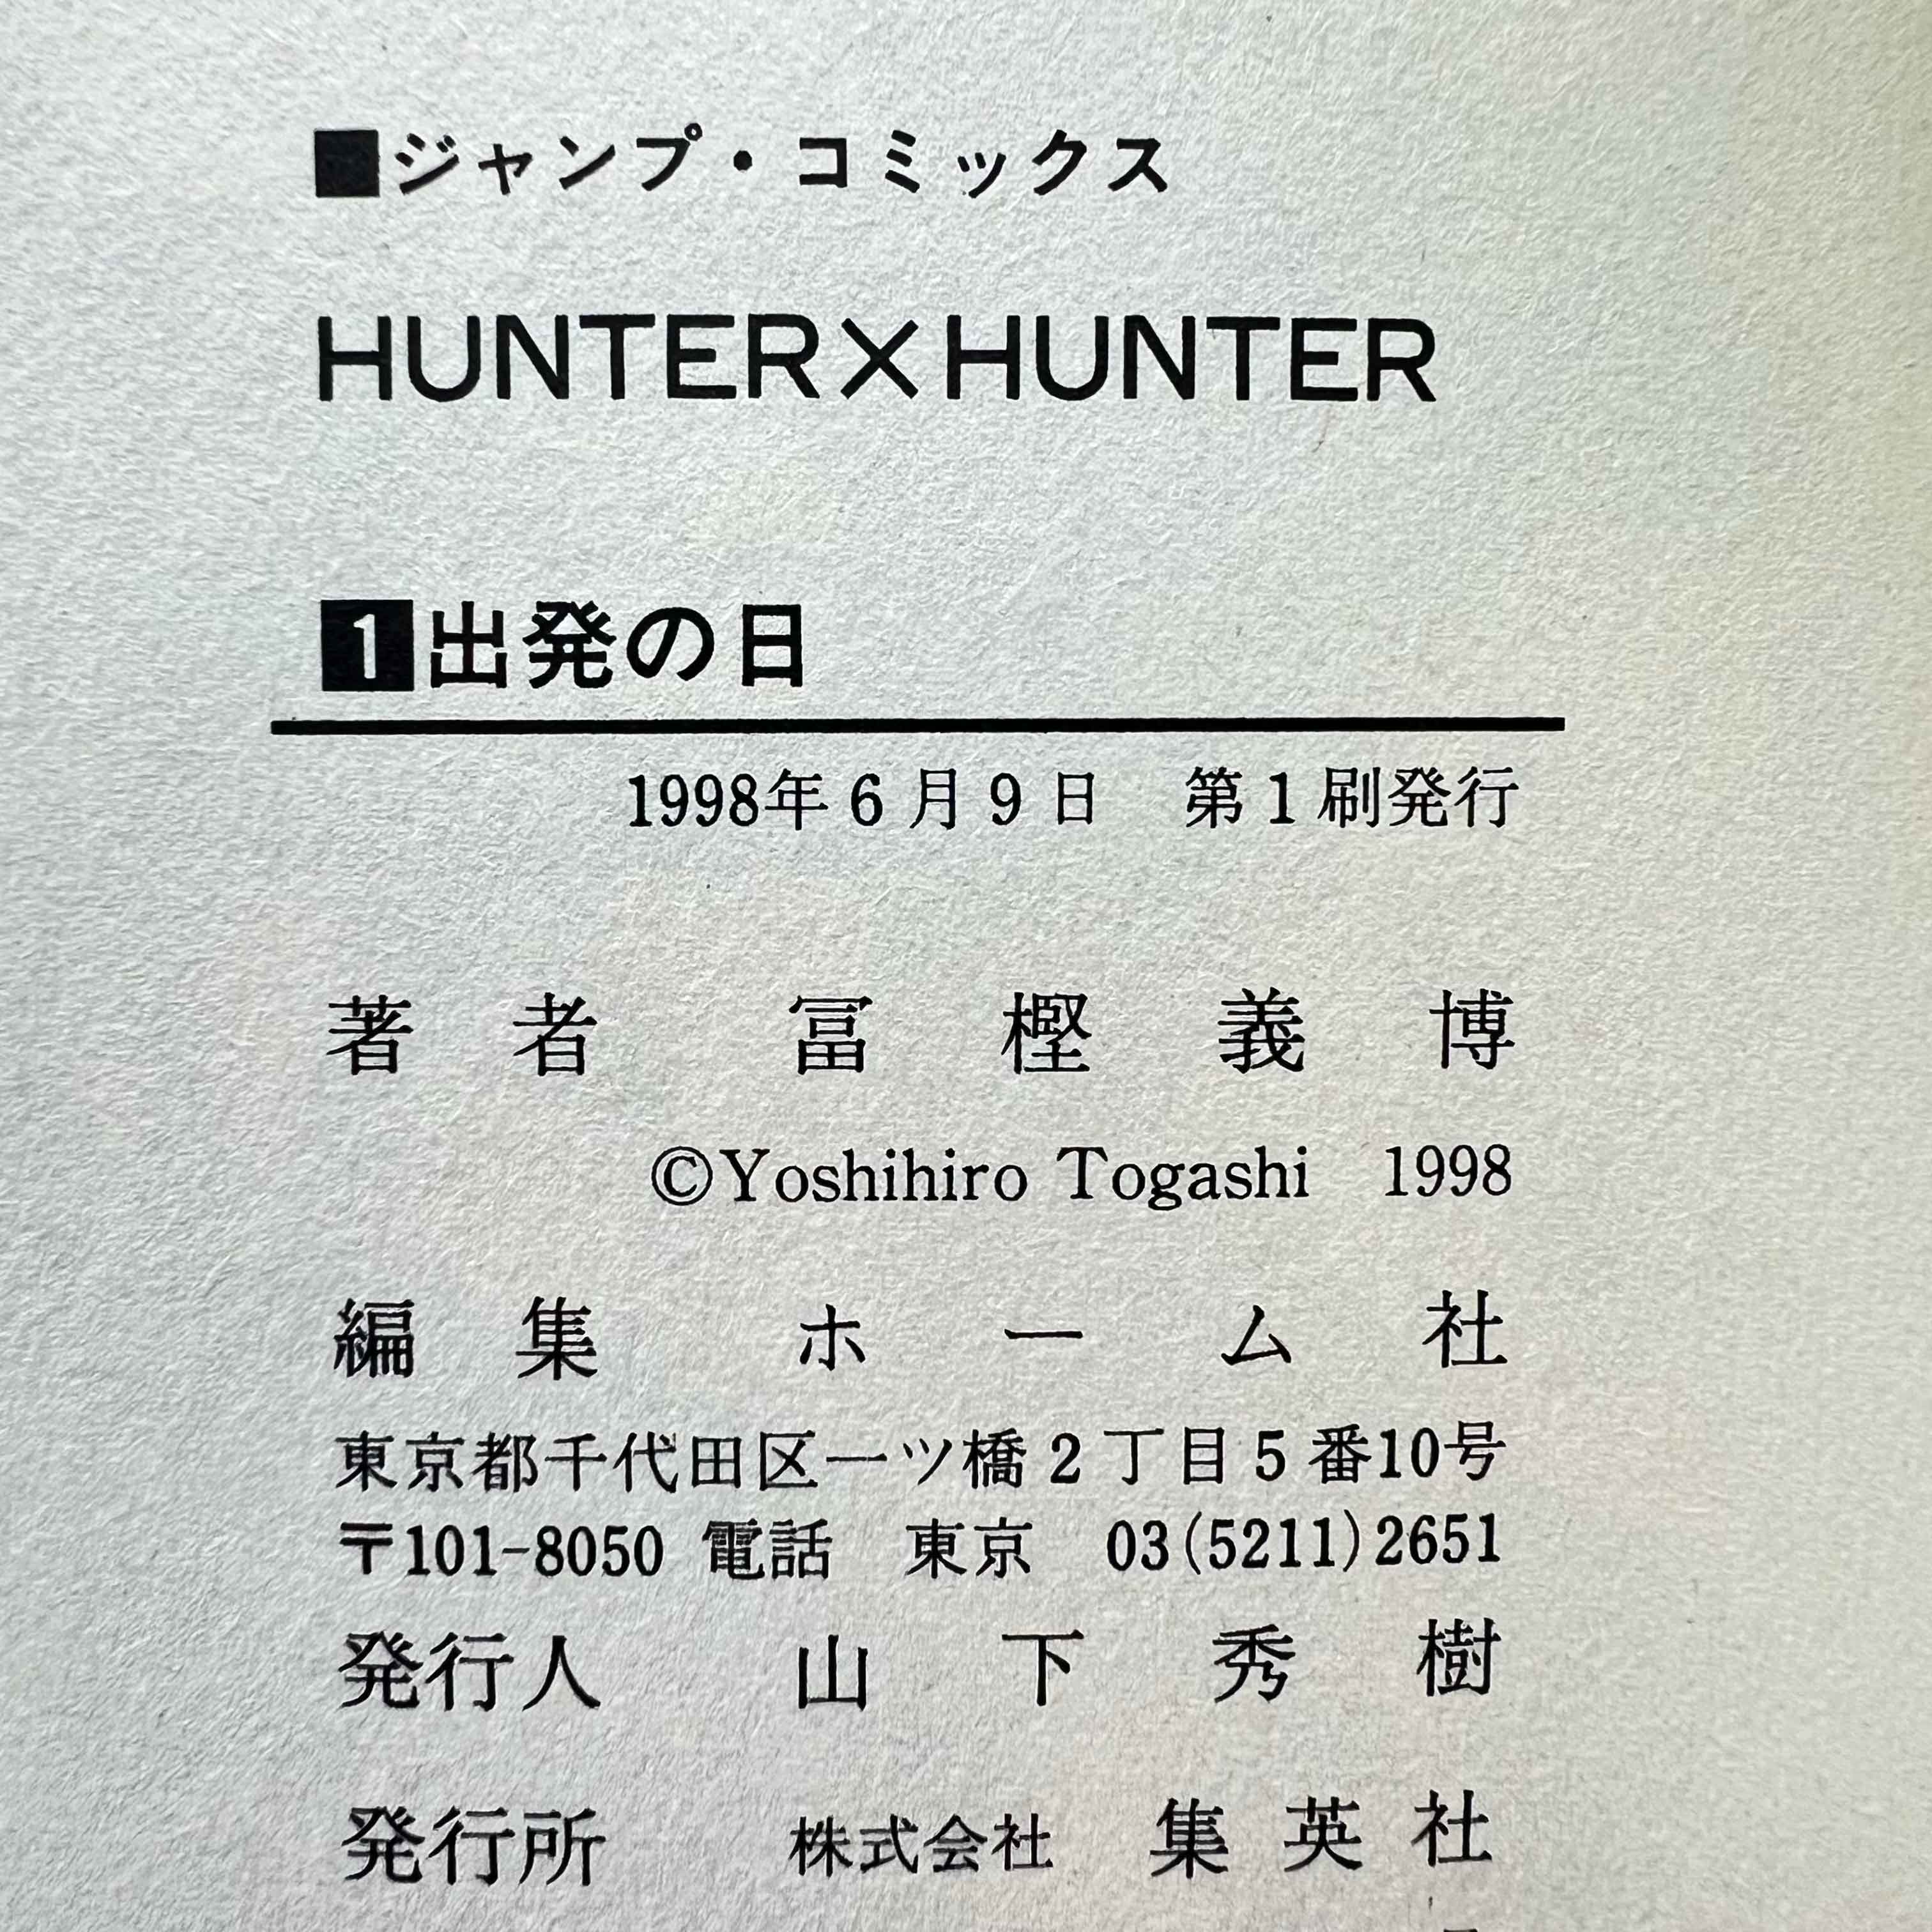 ■ジャンプ・コミックス
HUNTER×HUNTER
1出発の日
1998年6月9日　第1刷発行
著者　冨樫義博
©Yoshihiro Togashi　1998
編集　ホーム社
東京都千代田区一ツ橋2丁目5番10号
〒101-8050　電話　東京　03(5211)2651
発行人　山下秀樹
発行所　株式会社　集英社